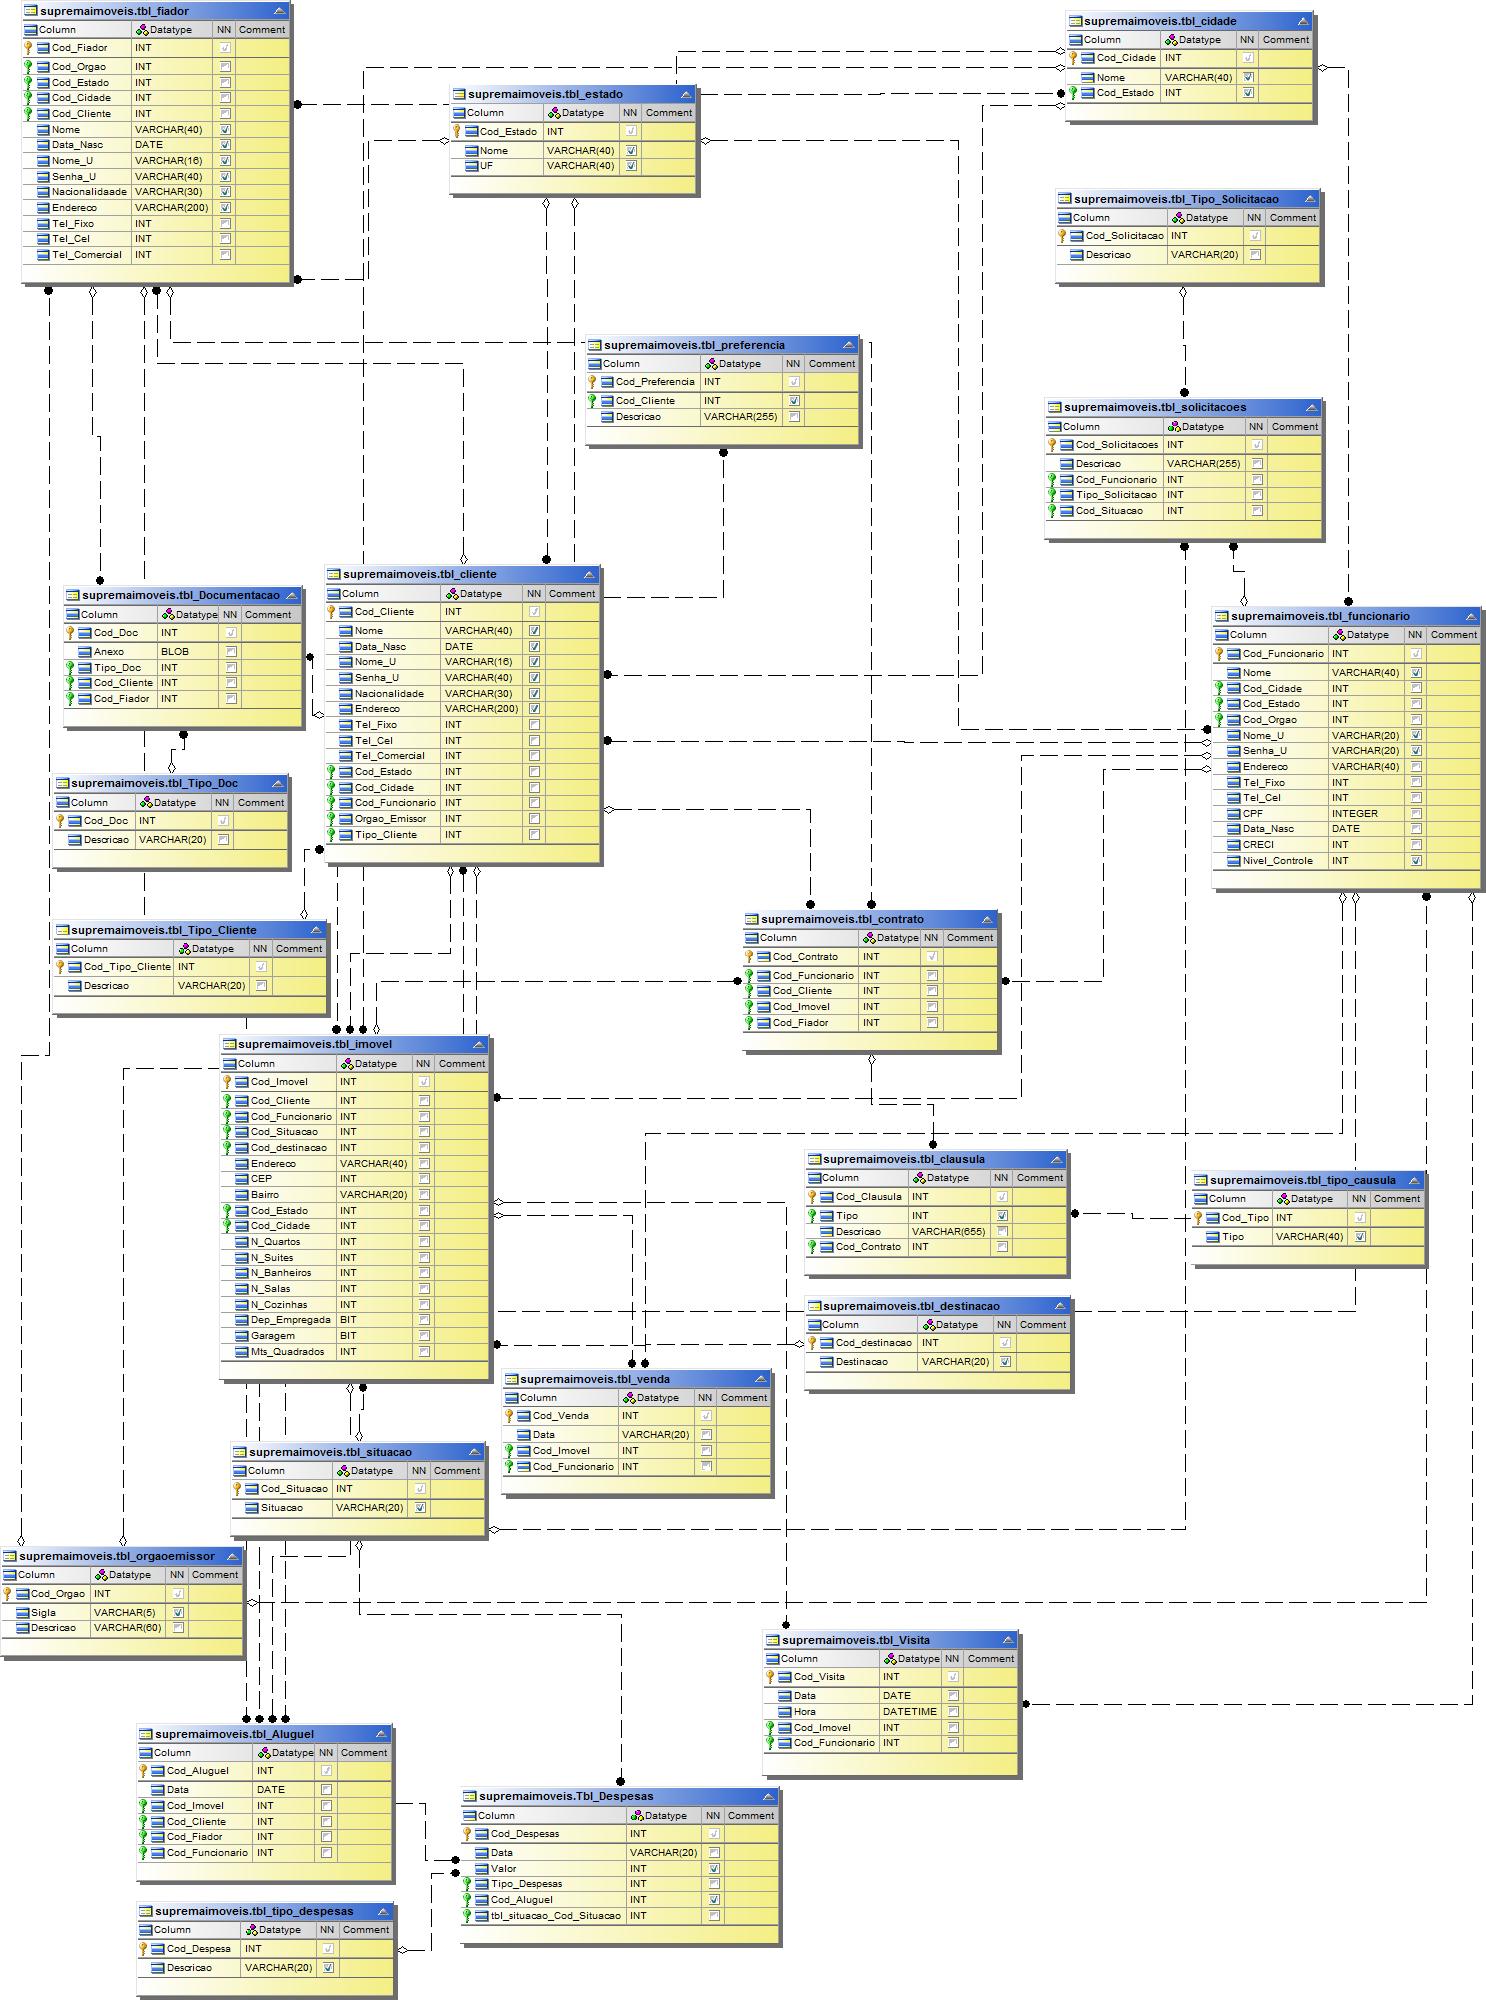 supremaimoveis.tbl_fiador
Column Datatype NN Comment
Cod_Fiador INT
Cod_Orgao INT
Cod_Estado INT
Cod_Cidade INT
Cod_Cliente INT
Nome VARCHAR(40)
Data_Nasc DATE
Nome_U VARCHAR(16)
Senha_U VARCHAR(40)
Nacionalidaade VARCHAR(30)
Endereco VARCHAR(200)
Tel_Fixo INT
Tel_Cel INT
Tel_Comercial INT
supremaimoveis.tbl_cidade
Column Datatype NN Comment
Cod_Cidade INT
Nome VARCHAR(40)
Cod_Estado INT
supremaimoveis.tbl_estado
Column Datatype NN Comment
Cod_Estado INT
Nome VARCHAR(40)
UF VARCHAR(40)
supremaimoveis.tbl_Tipo_Solicitacao
Column Datatype NN Comment
Cod_Solicitacao INT
Descricao VARCHAR(20)
supremaimoveis.tbl_preferencia
Column Datatype NN Comment
Cod_Preferencia INT
Cod_Cliente INT
Descricao VARCHAR(255)
supremaimoveis.tbl_solicitacoes
Column Datatype NN Comment
Cod_Solicitacoes INT
Descricao VARCHAR(255)
Cod_Funcionario INT
Tipo_Solicitacao INT
Cod_Situacao INT
supremaimoveis.tbl_cliente
Column Datatype NN Comment
Cod_Cliente INT
Nome VARCHAR(40)
Data_Nasc DATE
Nome_U VARCHAR(16)
Senha_U VARCHAR(40)
Nacionalidade VARCHAR(30)
Endereco VARCHAR(200)
Tel_Fixo INT
Tel_Cel INT
Tel_Comercial INT
Cod_Estado INT
Cod_Cidade INT
Cod_Funcionario INT
Orgao_Emissor INT
Tipo_Cliente INT
supremaimoveis.tbl_Documentacao
Column Datatype NN Comment
Cod_Doc INT
Anexo BLOB
Tipo_Doc INT
Cod_Cliente INT
Cod_Fiador INT
supremaimoveis.tbl_funcionario
Column Datatype NN Comment
Cod_Funcionario INT
Nome VARCHAR(40)
Cod_Cidade INT
Cod_Estado INT
Cod_Orgao INT
Nome_U VARCHAR(20)
Senha_U VARCHAR(20)
Endereco VARCHAR(40)
Tel_Fixo INT
Tel_Cel INT
CPF INTEGER
Data_Nasc DATE
CRECI INT
Nivel_Controle INT
supremaimoveis.tbl_Tipo_Doc
Column Datatype NN Comment
Cod_Doc INT
Descricao VARCHAR(20)
supremaimoveis.tbl_Tipo_Cliente
Column Datatype NN Comment
Cod_Tipo_Cliente INT
Descricao VARCHAR(20)
supremaimoveis.tbl_contrato
Column Datatype NN Comment
Cod_Contrato INT
Cod_Funcionario INT
Cod_Cliente INT
Cod_Imovel INT
Cod_Fiador INT
supremaimoveis.tbl_imovel
Column Datatype NN Comment
Cod_Imovel INT
Cod_Cliente INT
Cod_Funcionario INT
Cod_Situacao INT
Cod_destinacao INT
Endereco VARCHAR(40)
CEP INT
Bairro VARCHAR(20)
Cod_Estado INT
Cod_Cidade INT
N_Quartos INT
N_Suites INT
N_Banheiros INT
N_Salas INT
N_Cozinhas INT
Dep_Empregada BIT
Garagem BIT
Mts_Quadrados INT
supremaimoveis.tbl_clausula
Column Datatype NN Comment
Cod_Clausula INT
Tipo INT
Descricao VARCHAR(655)
Cod_Contrato INT
supremaimoveis.tbl_tipo_causula
Column Datatype NN Comment
Cod_Tipo INT
Tipo VARCHAR(40)
supremaimoveis.tbl_destinacao
Column Datatype NN Comment
Cod_destinacao INT
Destinacao VARCHAR(20)
supremaimoveis.tbl_venda
Column Datatype NN Comment
Cod_Venda INT
Data VARCHAR(20)
Cod_Imovel INT
Cod_Funcionario INT
supremaimoveis.tbl_situacao
Column Datatype NN Comment
Cod_Situacao INT
Situacao VARCHAR(20)
supremaimoveis.tbl_orgaoemissor
Column Datatype NN Comment
Cod_Orgao INT
Sigla VARCHAR(5)
Descricao VARCHAR(60)
supremaimoveis.tbl_Visita
Column Datatype NN Comment
Cod_Visita INT
Data DATE
Hora DATETIME
Cod_Imovel INT
Cod_Funcionario INT
supremaimoveis.tbl_Aluguel
Column Datatype NN Comment
Cod_Aluguel INT
Data DATE
Cod_Imovel INT
Cod_Cliente INT
Cod_Fiador INT
Cod_Funcionario INT
supremaimoveis.Tbl_Despesas
Column Datatype NN Comment
Cod_Despesas INT
Data VARCHAR(20)
Valor INT
Tipo_Despesas INT
Cod_Aluguel INT
tbl_situacao_Cod_Situacao INT
supremaimoveis.tbl_tipo_despesas
Column Datatype NN Comment
Cod_Despesa INT
Descricao VARCHAR(20)